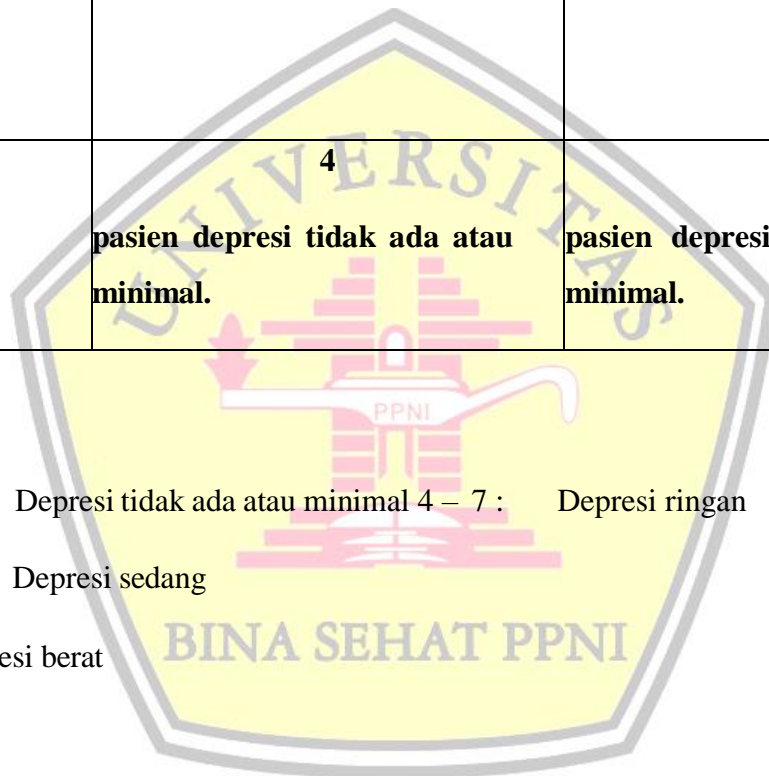 4
pasien depresi tidak ada atau
minimal.
pasien depresi
minimal.
Depresi tidak ada atau minimal 4 – 7 : Depresi ringan
Depresi sedang
esi berat
UNIVERSITAS
PPNI
BINA SEHAT PPNI